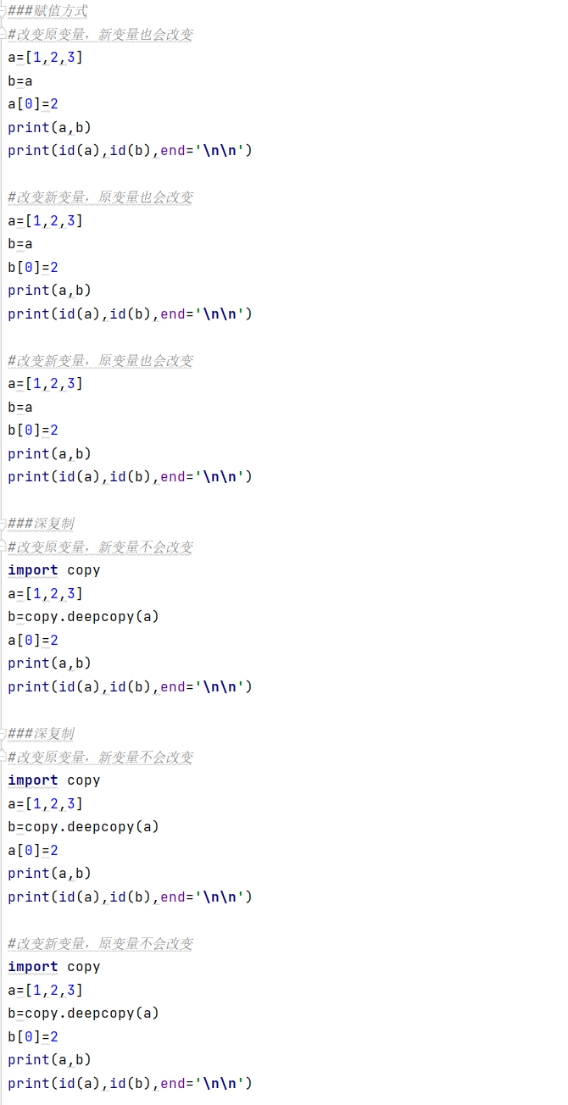 ###赋值方式
#改变原变量，新变量也会改变
a=[1,2,3]
b=a
a[0]=2
print(a,b)
print(id(a),id(b),end='\n\n')
#改变新变量，原变量也会改变
a=[1,2,3]
b=a
b[0]=2
print(a,b)
print(id(a),id(b),end='\n\n')
#改变新变量，原变量也会改变
a=[1,2,3]
b=a
b[0]=2
print(a,b)
print(id(a),id(b),end='\n\n')
###深复制
#改变原变量，新变量不会改变
import copy
a=[1,2,3]
b=copy.deepcopy(a)
a[0]=2
print(a,b)
print(id(a),id(b),end='\n\n')
###深复制
#改变原变量，新变量不会改变
import copy
a=[1,2,3]
b=copy.deepcopy(a)
a[0]=2
print(a,b)
print(id(a),id(b),end='\n\n')
#改变新变量，原变量不会改变
import copy
a=[1,2,3]
b=copy.deepcopy(a)
b[0]=2
print(a,b)
print(id(a),id(b),end='\n\n')